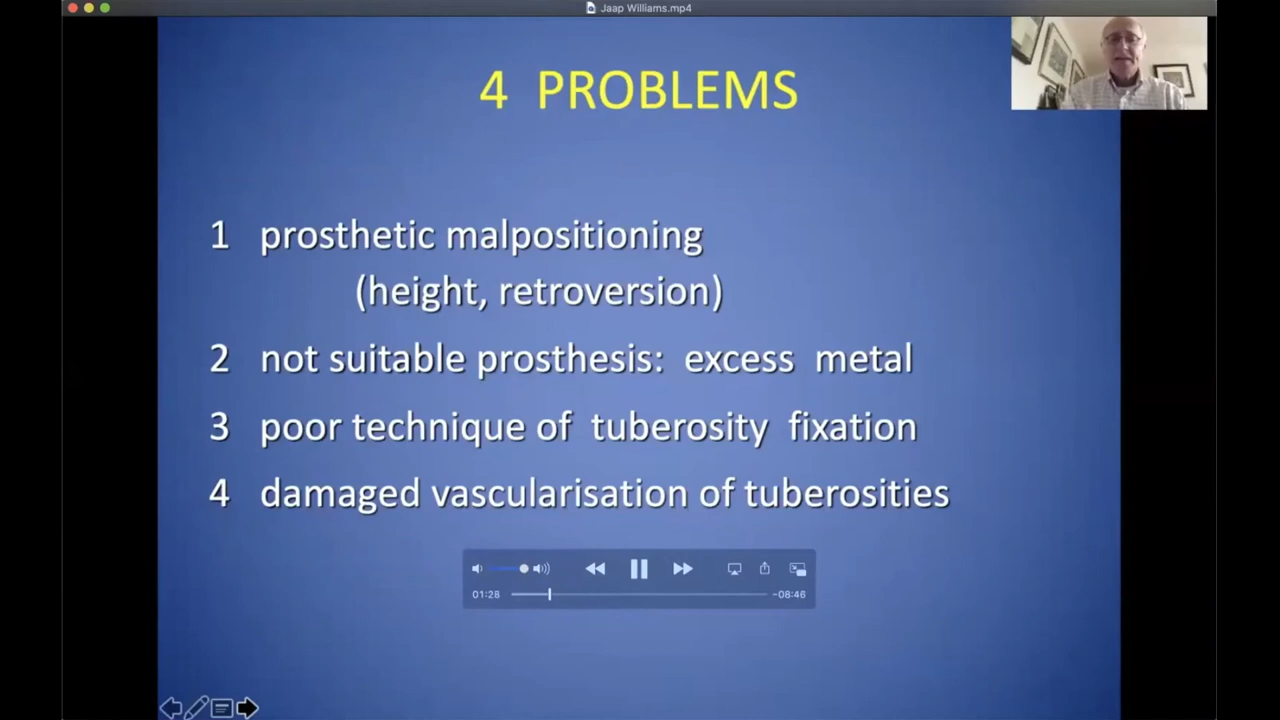 Jaap Williams.mp4
4 PROBLEMS
1 prosthetic malpositioning
(height, retroversion)
2 not suitable prosthesis: excess metal
3 poor technique of tuberosity fixation
4 damaged vascularisation of tuberosities
01:28 −08:46